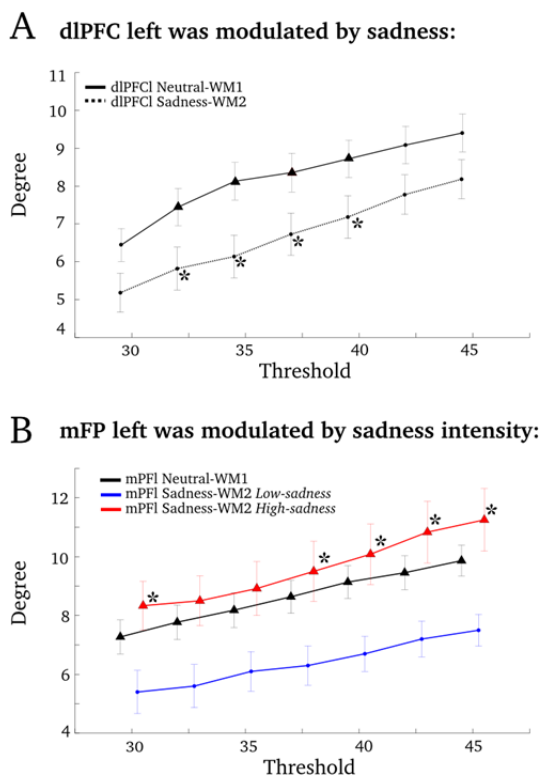 A dlPFC left was modulated by sadness:
11
10
9
8
7
6
5
4
Degree
dlPFCl Neutral-WM1
dlPFCl Sadness-WM2
*
*
*
*
30 35 40 45
Threshold
B mFP left was modulated by sadness intensity:
12
10
8
6
4
Degree
mPFl Neutral-WM1
mPFl Sadness-WM2 Low-sadness
mPFl Sadness-WM2 High-sadness
*
*
*
*
*
30 35 40 45
Threshold